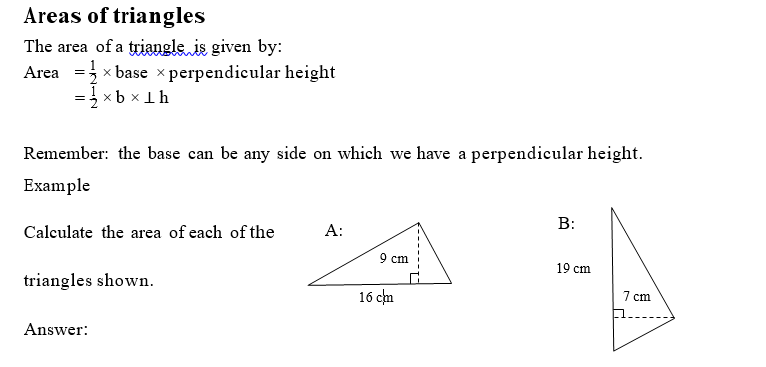 Areas of triangles
The area of a triangle is given by:
Area = ½ × base × perpendicular height
= ½ × b × ⊥ h
Remember: the base can be any side on which we have a perpendicular height.
Example
Calculate the area of each of the
triangles shown.
Answer:
A:
9 cm
16 cm
B:
19 cm
7 cm